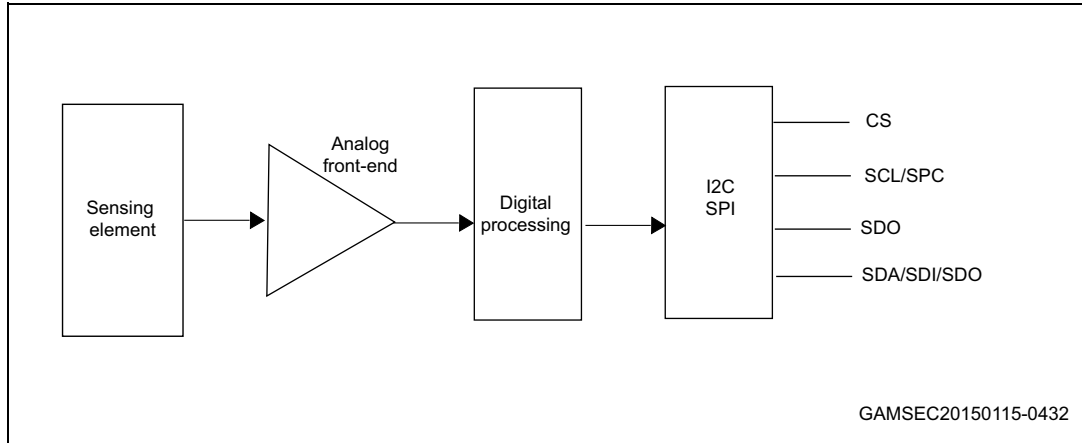 Sensing
element
Analog
front-end
Digital
processing
I2C
SPI
CS
SCL/SPC
SDO
SDA/SDI/SDO
GAMSEC20150115-0432